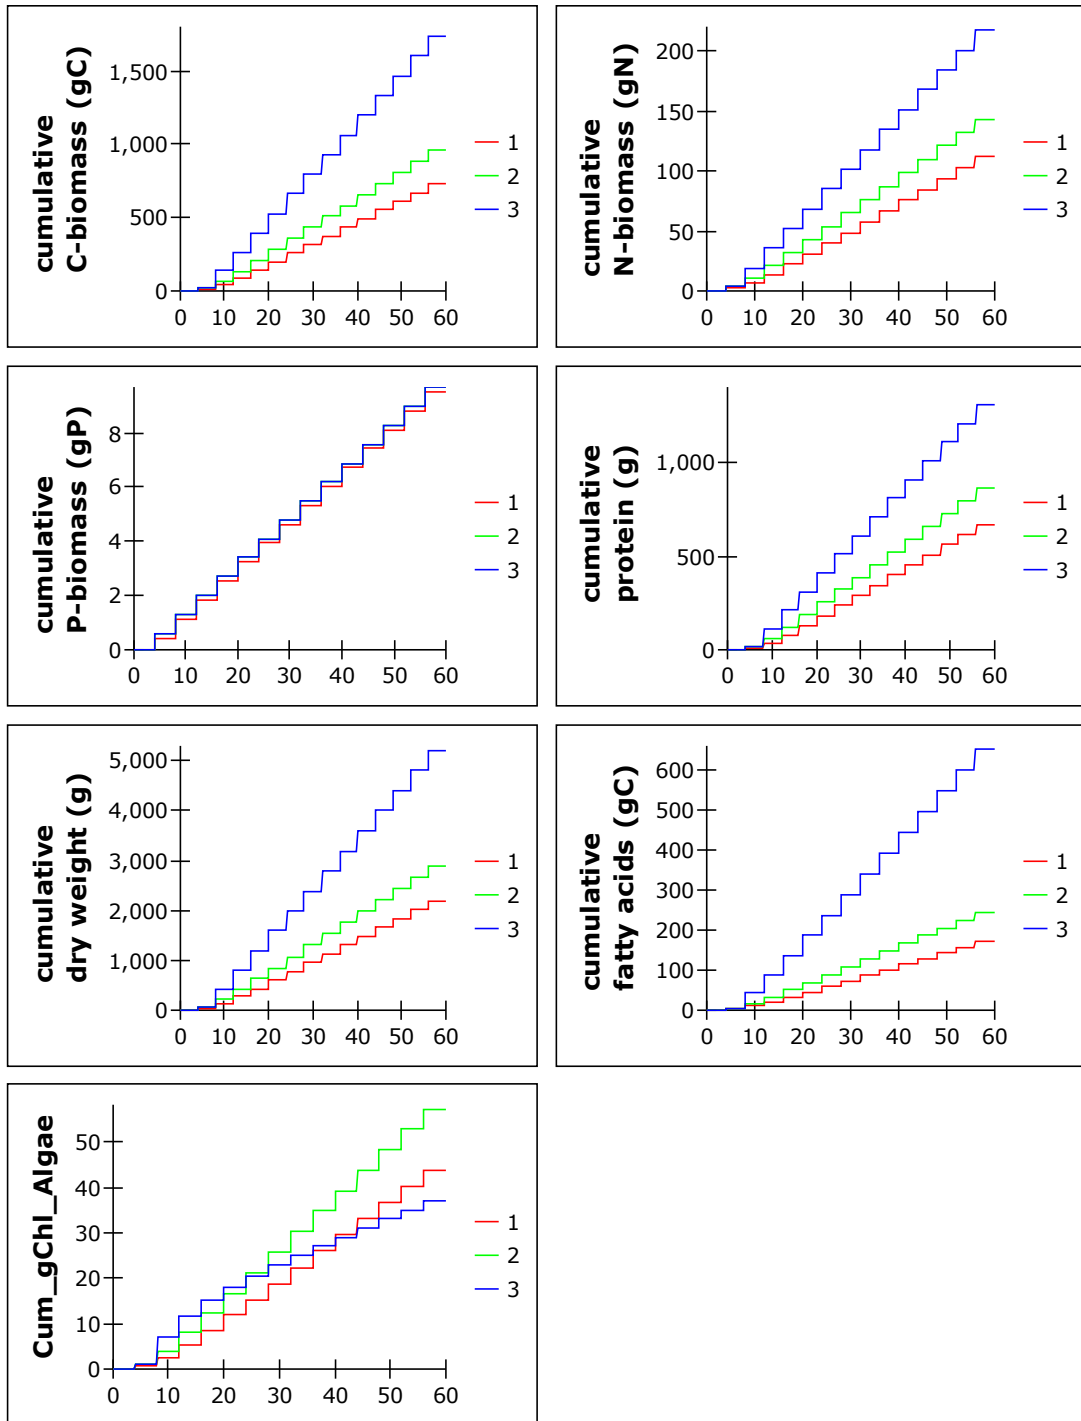 cumulative
C-biomass (gC)
1,500
1,000
500
0
0 10 20 30 40 50 60
1
2
3
cumulative
N-biomass (gN)
200
150
100
50
0
0 10 20 30 40 50 60
1
2
3
cumulative
P-biomass (gP)
8
6
4
2
0
0 10 20 30 40 50 60
1
2
3
cumulative
protein (g)
1,000
500
0
0 10 20 30 40 50 60
1
2
3
cumulative
dry weight (g)
5,000
4,000
3,000
2,000
1,000
0
0 10 20 30 40 50 60
1
2
3
cumulative
fatty acids (gC)
600
500
400
300
200
100
0
0 10 20 30 40 50 60
1
2
3
Cum_gChl_Algae
50
40
30
20
10
0
0 10 20 30 40 50 60
1
2
3